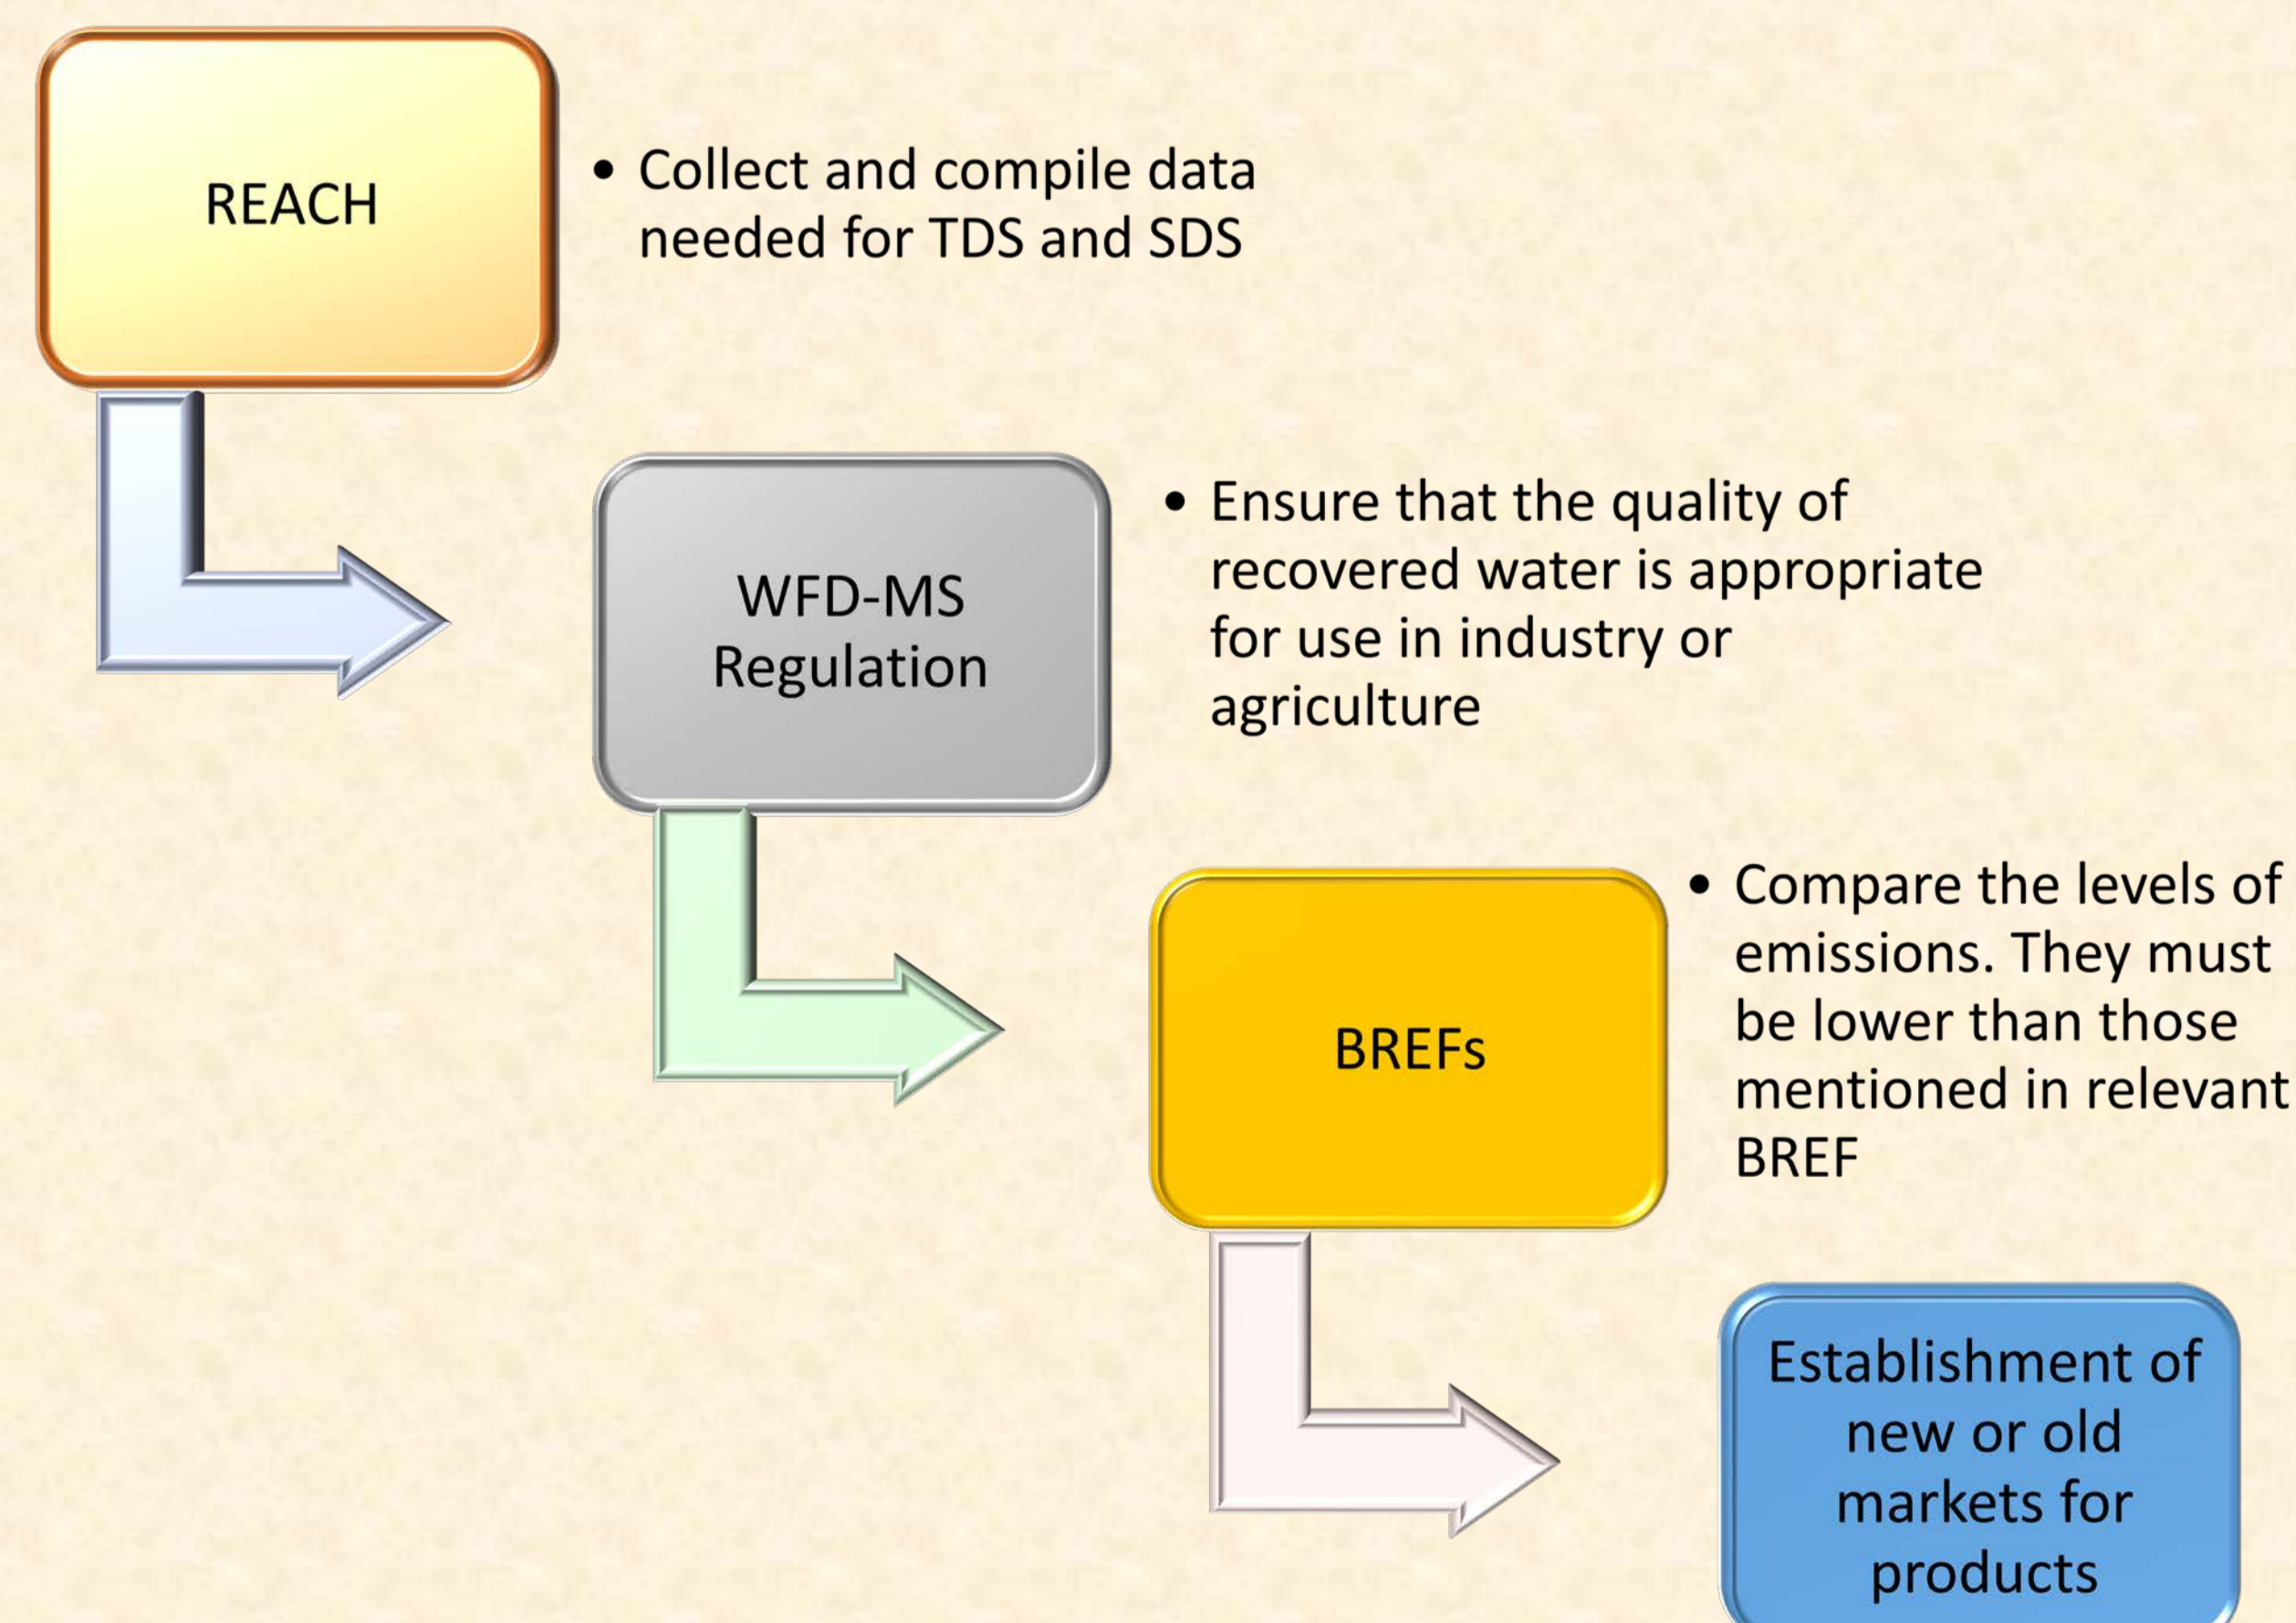 REACH
• Collect and compile data
needed for TDS and SDS
WFD-MS
Regulation
• Ensure that the quality of
recovered water is appropriate
for use in industry or
agriculture
BREFs
• Compare the levels of
emissions. They must
be lower than those
mentioned in relevant
BREF
Establishment of
new or old
markets for
products